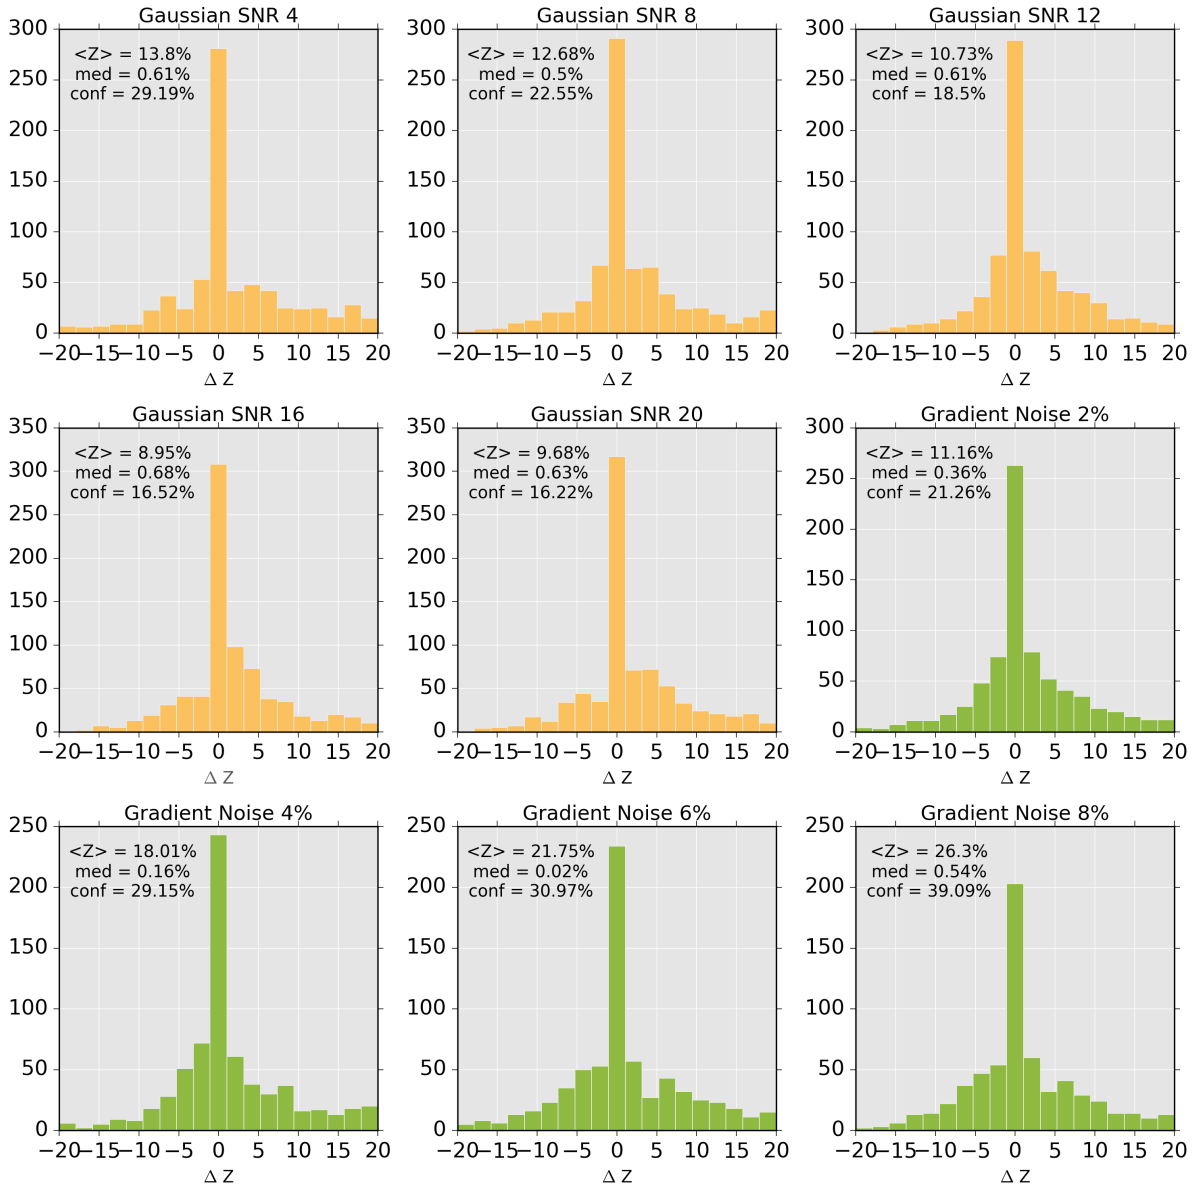 Gaussian SNR 4
<Z> = 13.8%
med = 0.61%
conf = 29.19%
300
250
200
150
100
50
0
−20 −15 −10 −5 0 5 10 15 20
Δ Z
Gaussian SNR 8
<Z> = 12.68%
med = 0.5%
conf = 22.55%
300
250
200
150
100
50
0
−20 −15 −10 −5 0 5 10 15 20
Δ Z
Gaussian SNR 12
<Z> = 10.73%
med = 0.61%
conf = 18.5%
300
250
200
150
100
50
0
−20 −15 −10 −5 0 5 10 15 20
Δ Z
Gaussian SNR 16
<Z> = 8.95%
med = 0.68%
conf = 16.52%
350
300
250
200
150
100
50
0
−20 −15 −10 −5 0 5 10 15 20
Δ Z
Gaussian SNR 20
<Z> = 9.68%
med = 0.63%
conf = 16.22%
350
300
250
200
150
100
50
0
−20 −15 −10 −5 0 5 10 15 20
Δ Z
Gradient Noise 2%
<Z> = 11.16%
med = 0.36%
conf = 21.26%
300
250
200
150
100
50
0
−20 −15 −10 −5 0 5 10 15 20
Δ Z
Gradient Noise 4%
<Z> = 18.01%
med = 0.16%
conf = 29.15%
250
200
150
100
50
0
−20 −15 −10 −5 0 5 10 15 20
Δ Z
Gradient Noise 6%
<Z> = 21.75%
med = 0.02%
conf = 30.97%
250
200
150
100
50
0
−20 −15 −10 −5 0 5 10 15 20
Δ Z
Gradient Noise 8%
<Z> = 26.3%
med = 0.54%
conf = 39.09%
250
200
150
100
50
0
−20 −15 −10 −5 0 5 10 15 20
Δ Z